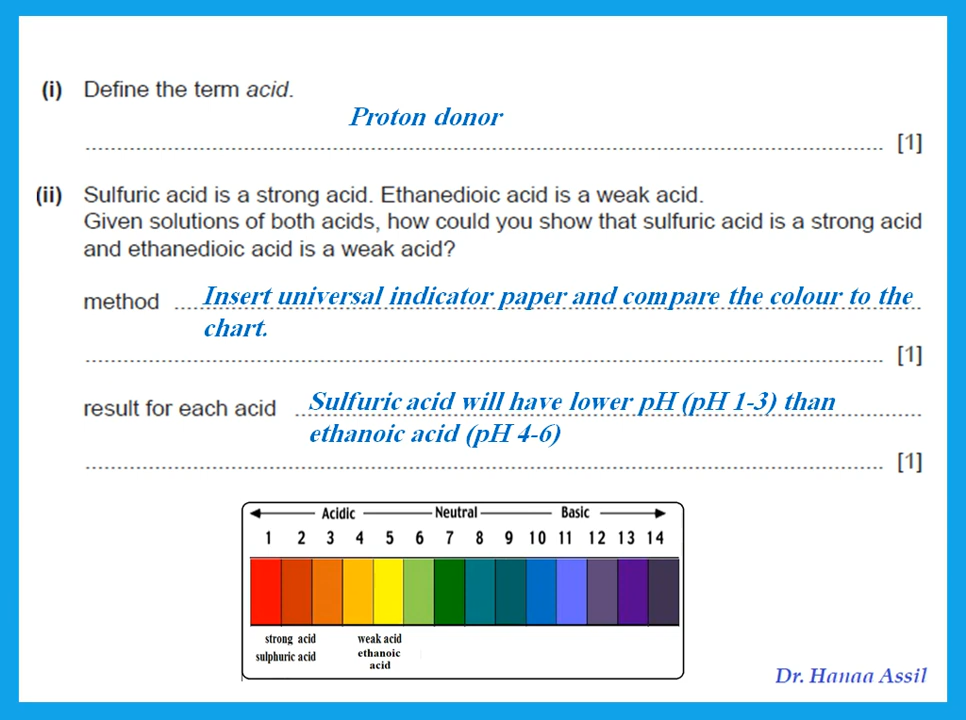 (i) Define the term acid.
Proton donor
[1]
(ii) Sulfuric acid is a strong acid. Ethanedioic acid is a weak acid.
Given solutions of both acids, how could you show that sulfuric acid is a strong acid
and ethanedioic acid is a weak acid?
method Insert universal indicator paper and compare the colour to the
chart.
[1]
result for each acid Sulfuric acid will have lower pH (pH 1-3) than
ethanoic acid (pH 4-6)
[1]
Acidic Neutral Basic
1 2 3 4 5 6 7 8 9 10 11 12 13 14
strong acid weak acid
sulphuric acid ethanoic
acid
Dr. Hanaa Assil